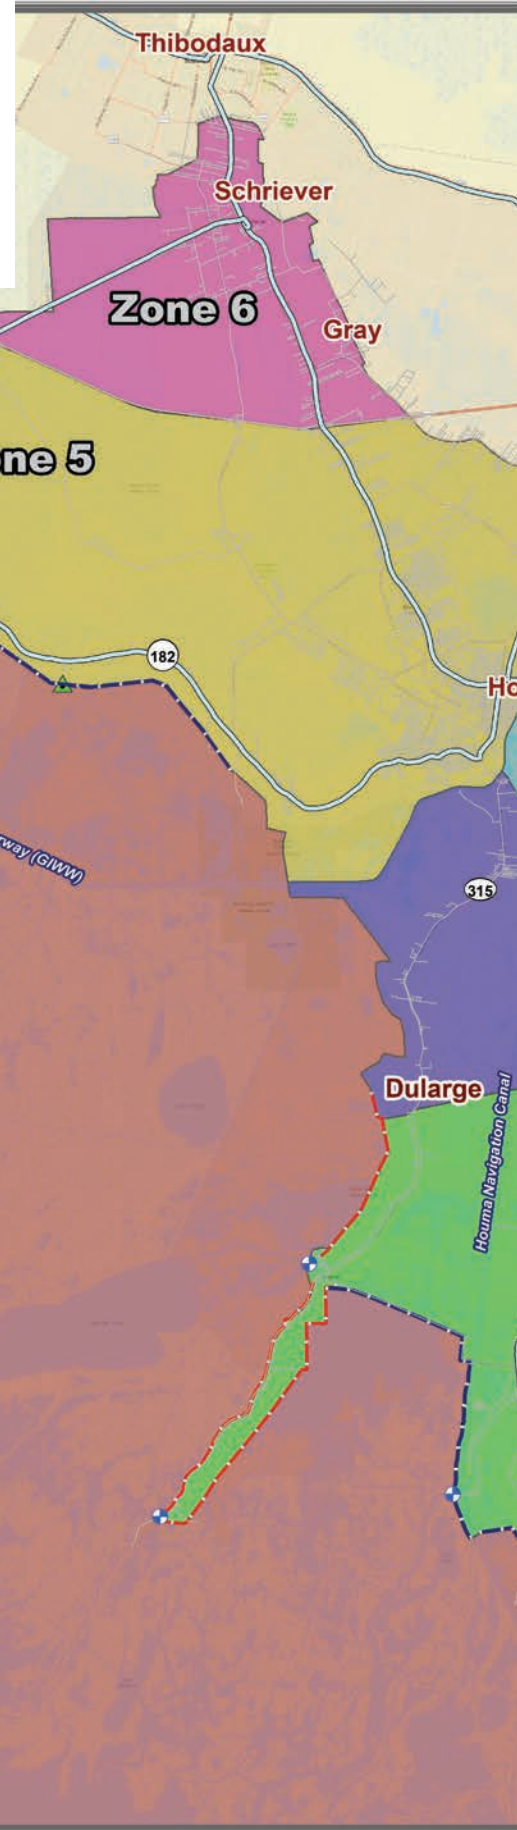 Thibodaux
Schriever
Zone 6
Gray
ne 5
182
Ho
rway (GIWW)
315
Dularge
Houma Navigation Canal